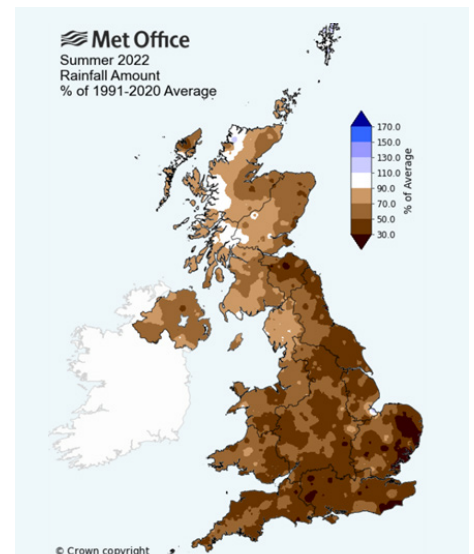 Met Office
Summer 2022
Rainfall Amount
% of 1991-2020 Average
170.0
150.0
130.0
110.0
90.0
70.0
50.0
30.0
% of Average
© Crown copyright